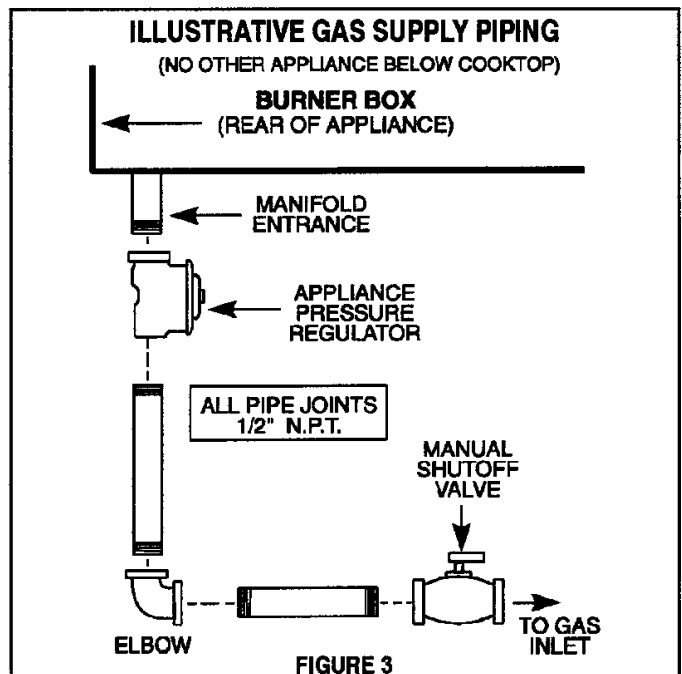 ILLUSTRATIVE GAS SUPPLY PIPING
(NO OTHER APPLIANCE BELOW COOKTOP)
BURNER BOX
(REAR OF APPLIANCE)
MANIFOLD
ENTRANCE
APPLIANCE
PRESSURE
REGULATOR
ALL PIPE JOINTS
1/2" N.P.T.
MANUAL
SHUTOFF
VALVE
ELBOW
TO GAS
INLET
FIGURE 3